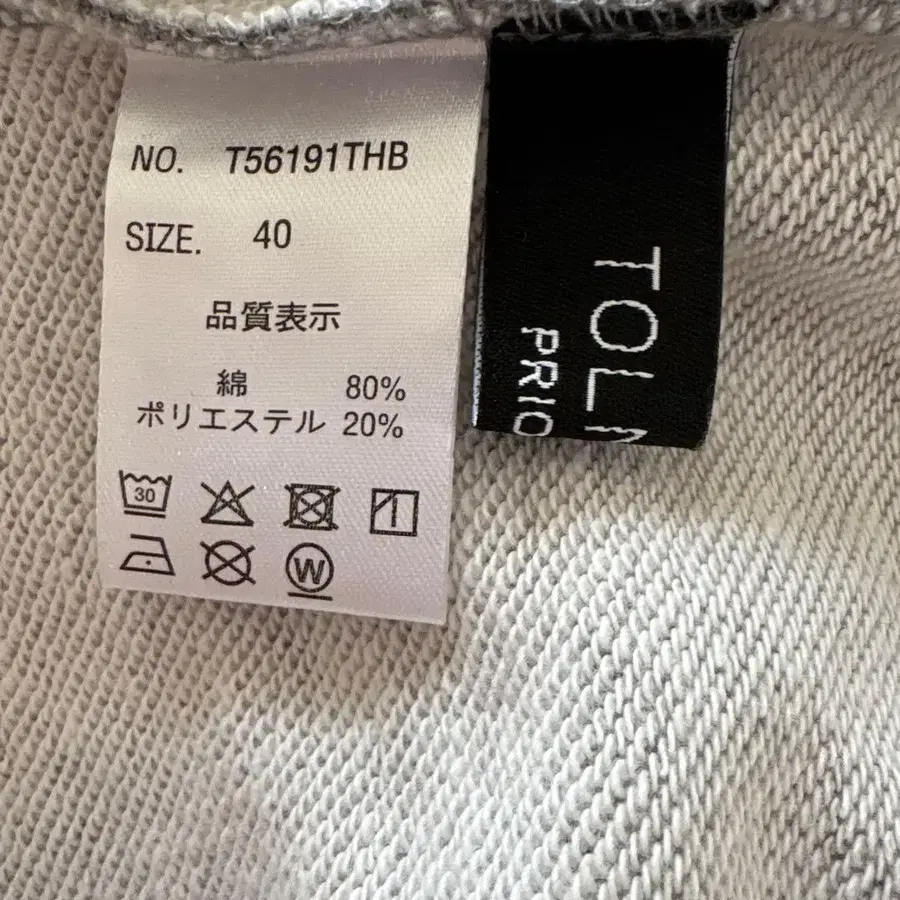 NO. T56191THB
SIZE. 40
品質表示
綿 80%
ポリエステル 20%
30
W
TOL
PRIO